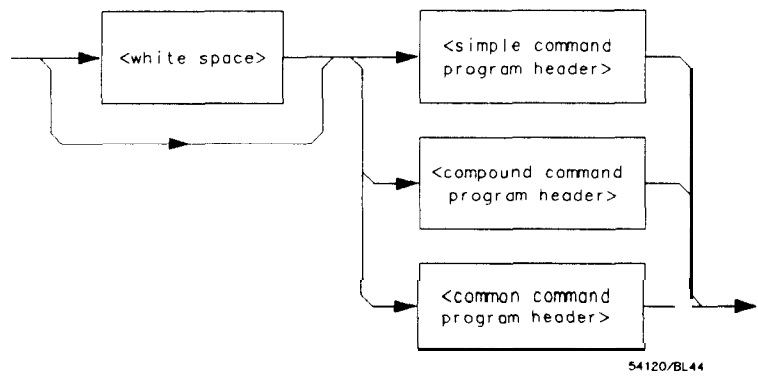 <white space>
<simple command
program header>
<compound command
program header>
<common command
program header>
54120/BL44